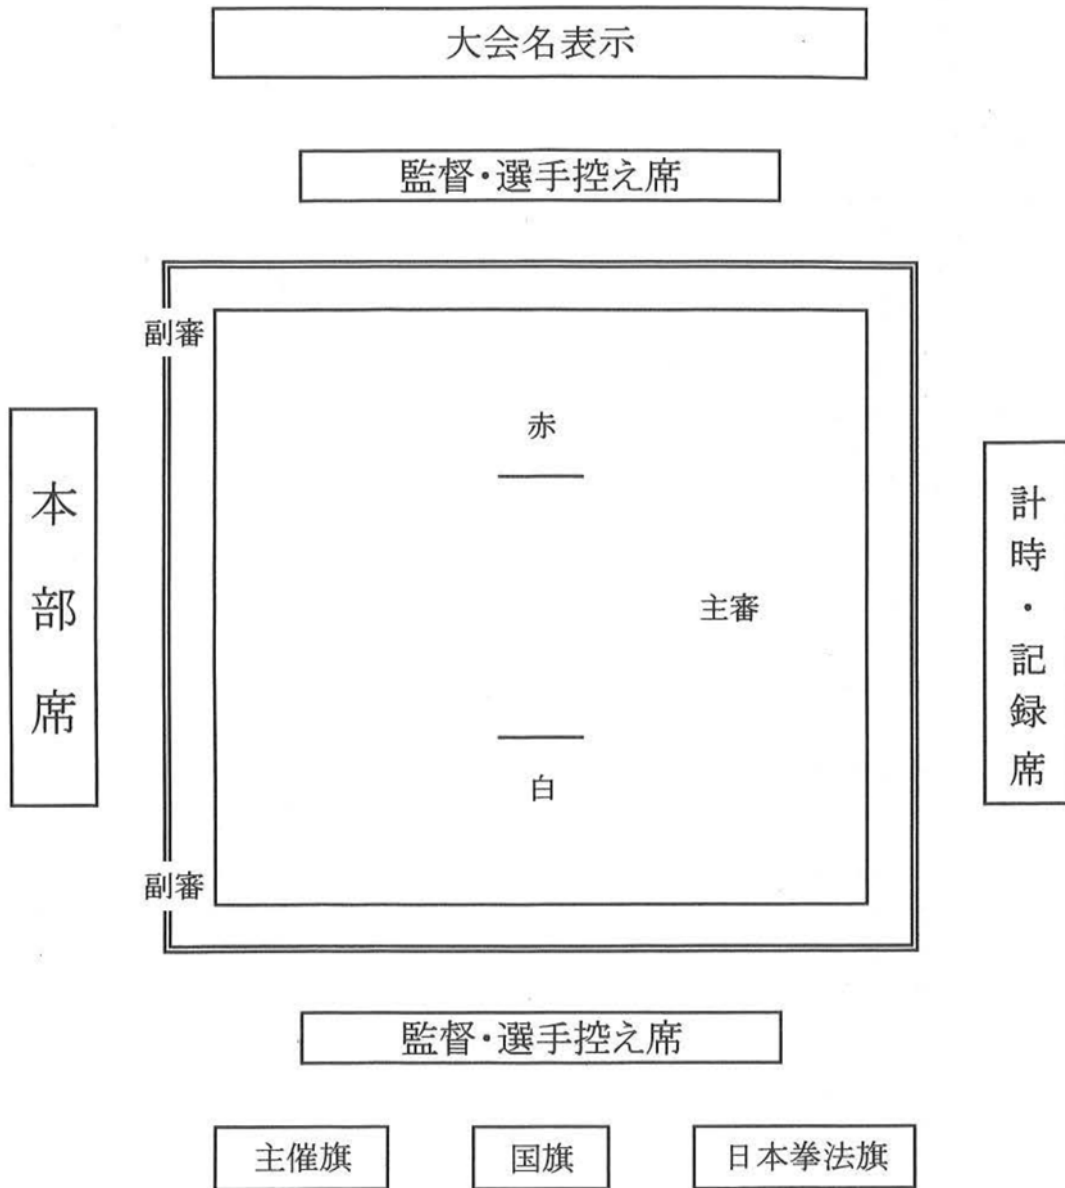 大会名表示
監督・選手控え席
副審
赤
本部席
計時・記録席
主審
白
副審
監督・選手控え席
主催旗
国旗
日本拳法旗